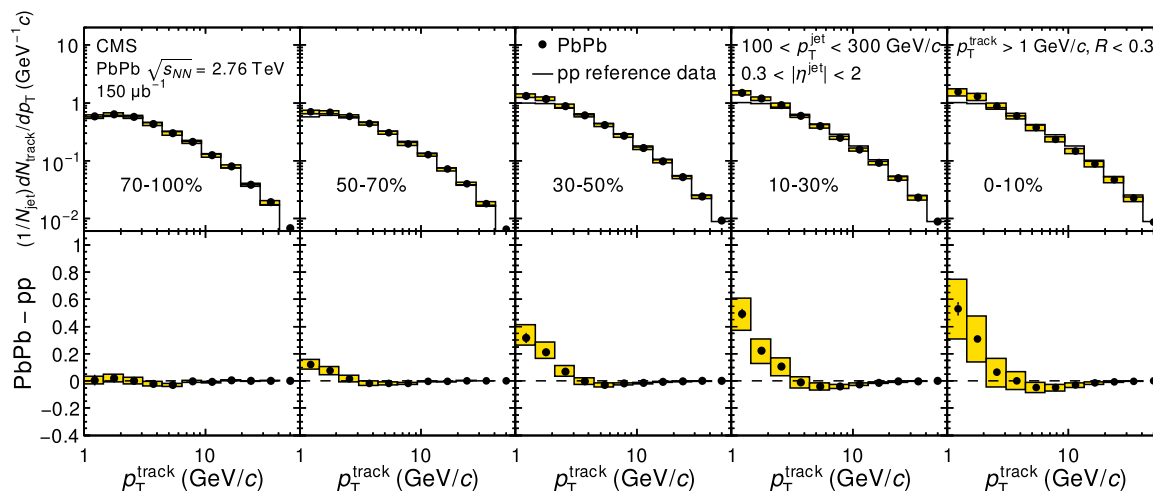 CMS
PbPb √sNN = 2.76 TeV
150 μb⁻¹
PbPb
pp reference data
100 < p_T^jet < 300 GeV/c
0.3 < |η^jet| < 2
p_T^track > 1 GeV/c, R < 0.3
(1/N_jet) dN_track/dp_T (GeV⁻¹c)
10
1
10⁻¹
10⁻²
70-100%
50-70%
30-50%
10-30%
0-10%
PbPb − pp
1
0.8
0.6
0.4
0.2
0
−0.2
−0.4
1 10 1 10 1 10 1 10 1 10
p_T^track (GeV/c) p_T^track (GeV/c) p_T^track (GeV/c) p_T^track (GeV/c) p_T^track (GeV/c)